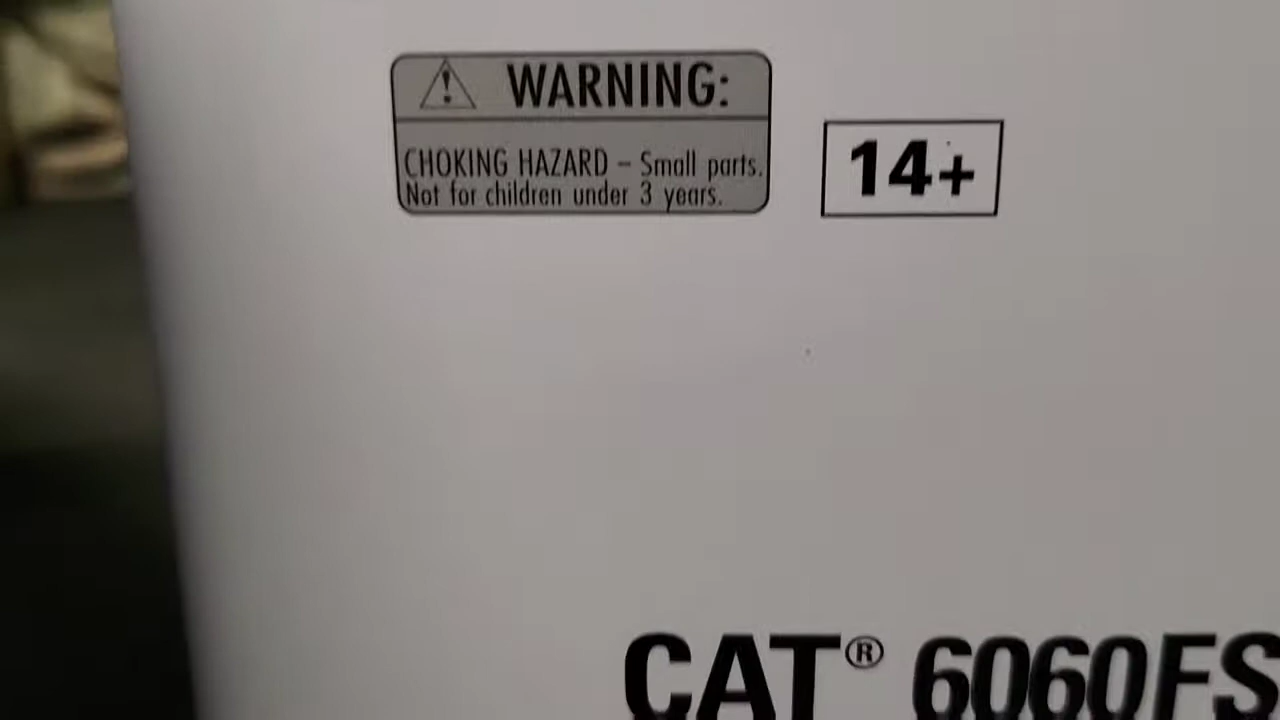 WARNING:
CHOKING HAZARD – Small parts.
Not for children under 3 years.
14+
CAT® 6060FS